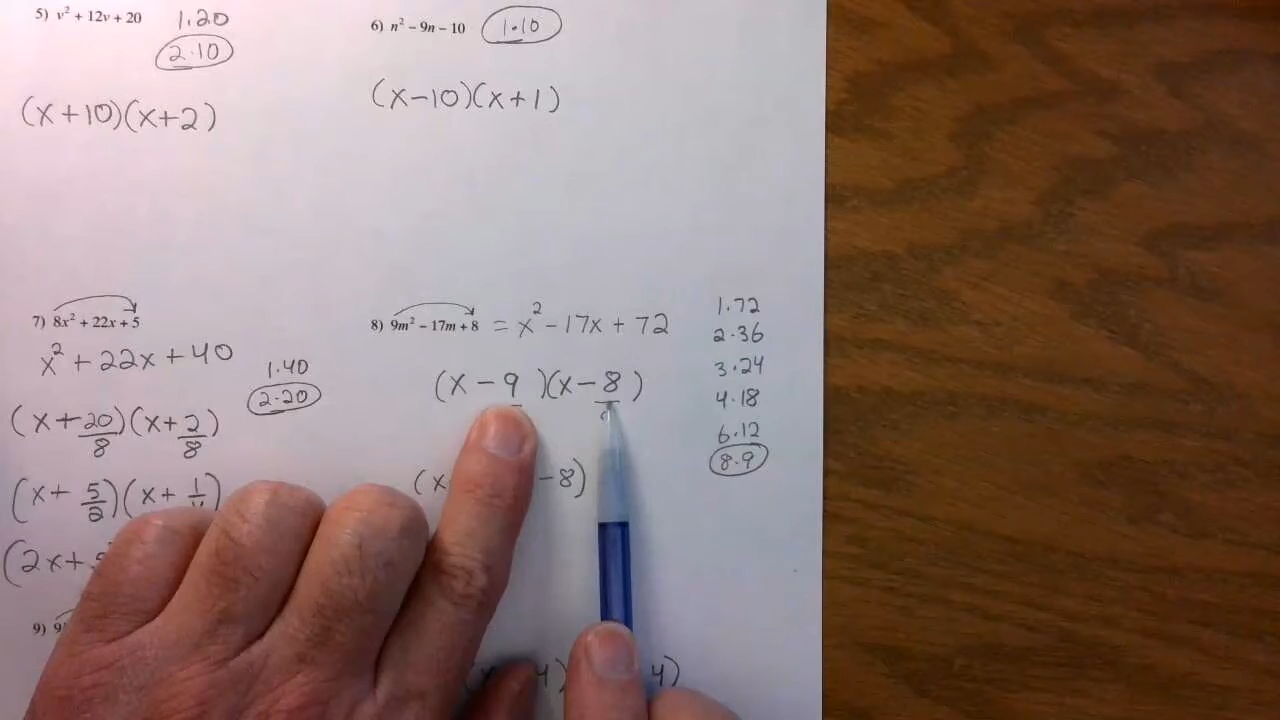 5) v² + 12v + 20 1·20
2·10
(x+10)(x+2)
6) n² − 9n − 10 1·10
(x−10)(x+1)
7) 8x² + 22x + 5
x² + 22x + 40
1·40
2·20
(x+20/8)(x+2/8)
(x+ 5/2)(x+
(2x+
9)
8) 9m² − 17m + 8 = x² − 17x + 72
(x − 9 )(x − 8 )
(x −8)
4) 4)
1·72
2·36
3·24
4·18
6·12
8·9